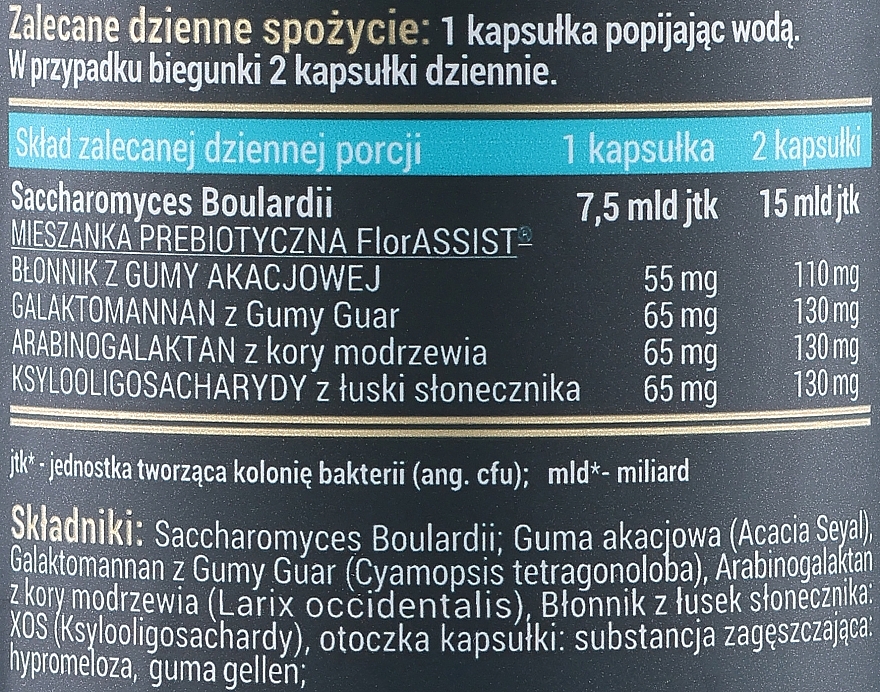 Zalecane dzienne spożycie: 1 kapsułka popijając wodą.
W przypadku biegunki 2 kapsułki dziennie.
Skład zalecanej dziennej porcji 1 kapsułka 2 kapsułki
Saccharomyces Boulardii 7,5 mld jtk 15 mld jtk
MIESZANKA PREBIOTYCZNA FlorASSIST®
BŁONNIK Z GUMY AKACJOWEJ 55 mg 110 mg
GALAKTOMANNAN z Gumy Guar 65 mg 130 mg
ARABINOGALAKTAN z kory modrzewia 65 mg 130 mg
KSYLOOLIGOSACHARYDY z łuski słonecznika 65 mg 130 mg
jtk* - jednostka tworząca kolonię bakterii (ang. cfu); mld*- miliard
Składniki: Saccharomyces Boulardii; Guma akacjowa (Acacia Seyal),
Galaktomannan z Gumy Guar (Cyamopsis tetragonoloba), Arabinogalaktan
z kory modrzewia (Larix occidentalis), Błonnik z łusek słonecznika:
XOS (Ksylooligosachardy), otoczka kapsułki: substancja zagęszczająca:
hypromeloza, guma gellen;